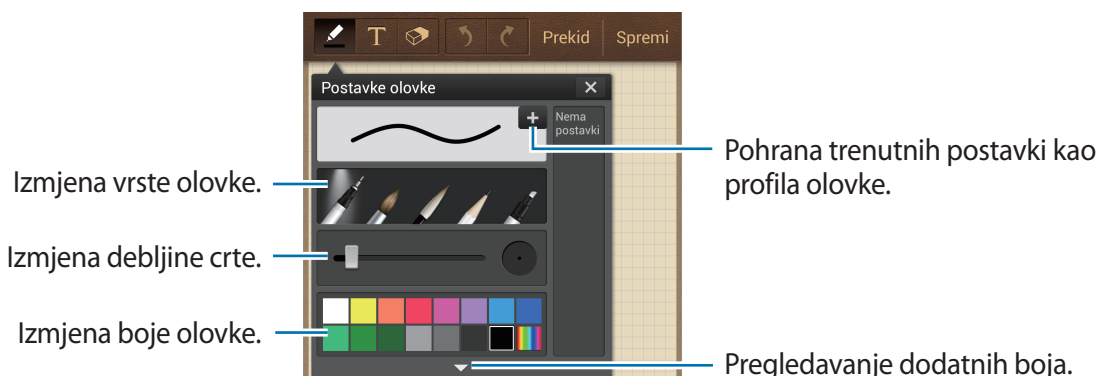 T Prekid Spremi
Postavke olovke
Nema
postavki
Pohrana trenutnih postavki kao
profila olovke.
Izmjena vrste olovke.
Izmjena debljine crte.
Izmjena boje olovke.
Pregledavanje dodatnih boja.